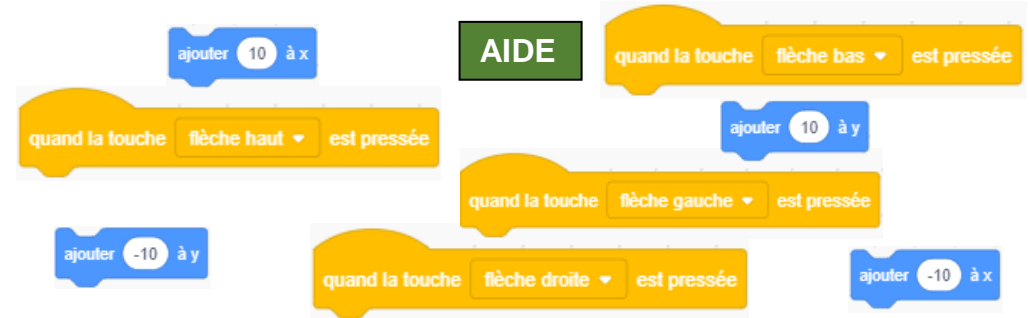 ajouter 10 à x
AIDE
quand la touche flèche bas est pressée
quand la touche flèche haut est pressée
ajouter 10 à y
quand la touche flèche gauche est pressée
ajouter -10 à y
quand la touche flèche droite est pressée
ajouter -10 à x